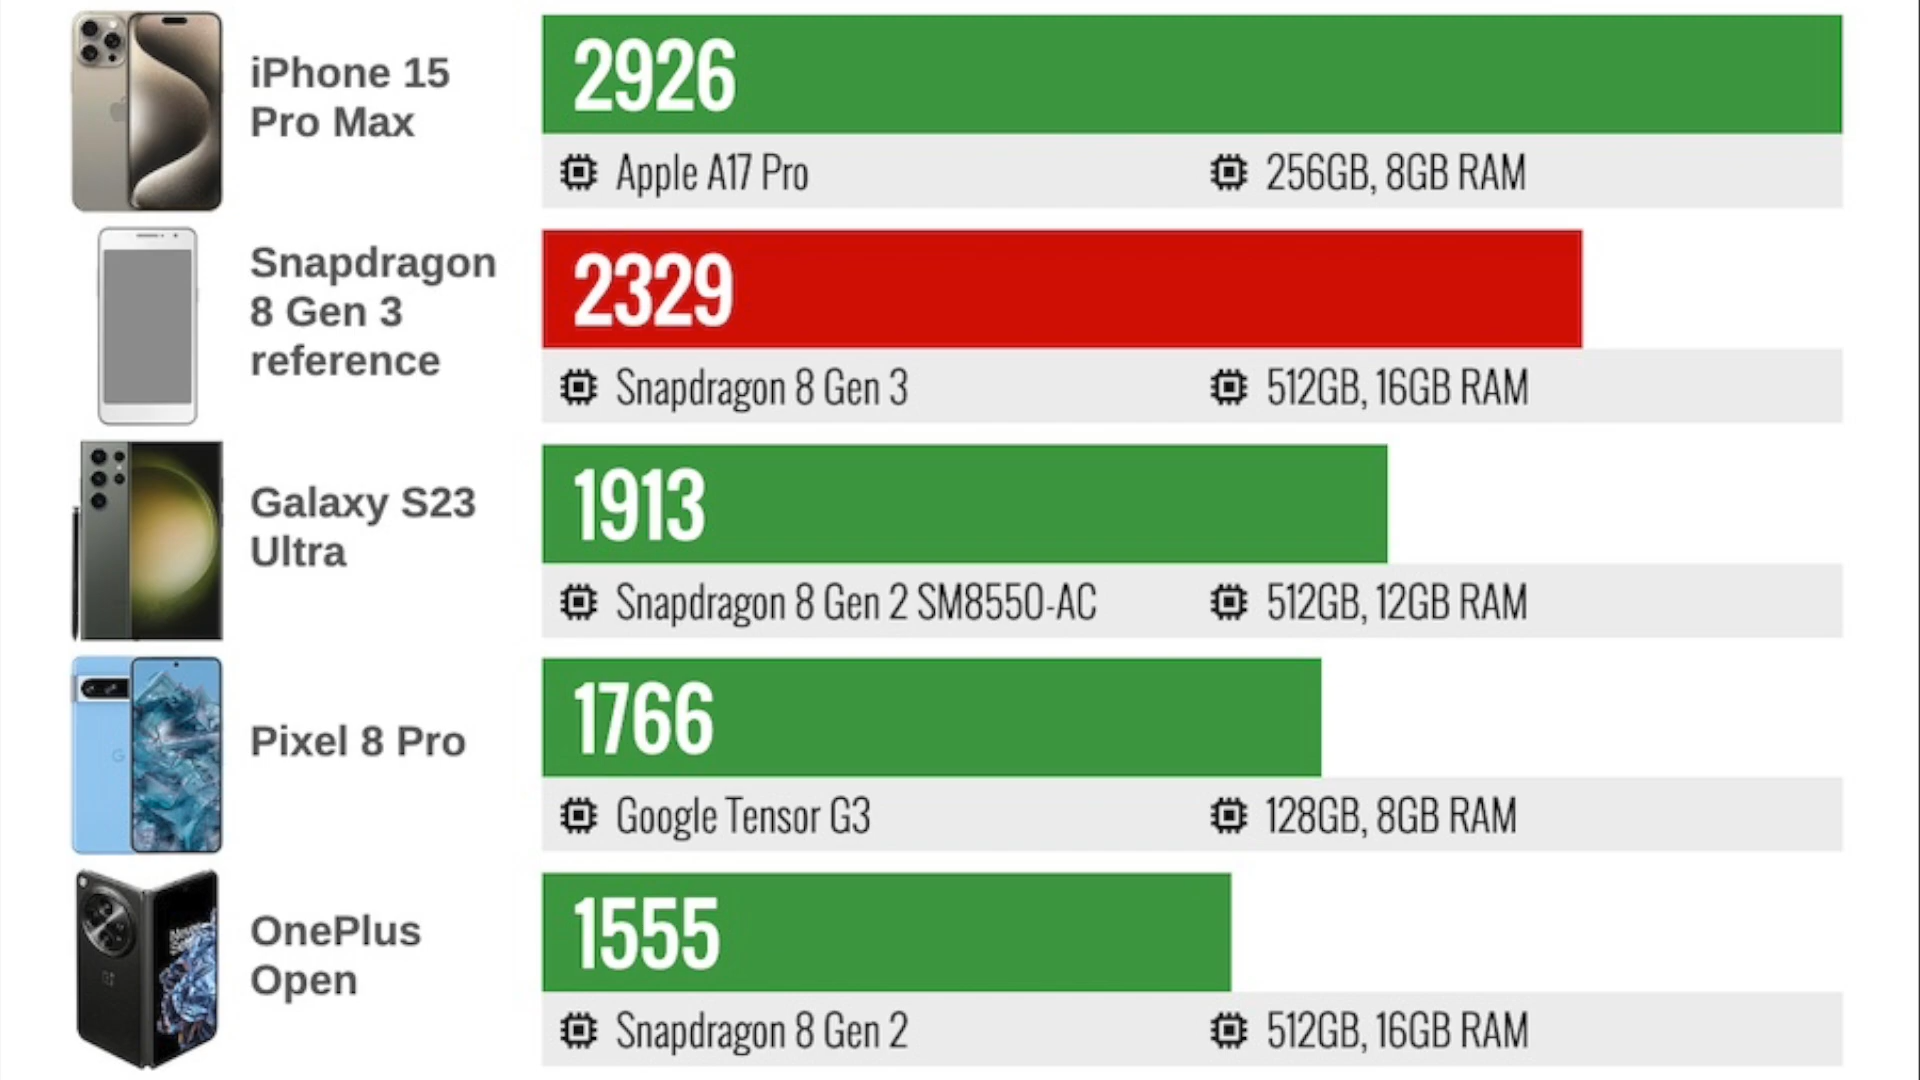 iPhone 15
Pro Max
2926
Apple A17 Pro
256GB, 8GB RAM
Snapdragon
8 Gen 3
reference
2329
Snapdragon 8 Gen 3
512GB, 16GB RAM
Galaxy S23
Ultra
1913
Snapdragon 8 Gen 2 SM8550-AC
512GB, 12GB RAM
Pixel 8 Pro
1766
Google Tensor G3
128GB, 8GB RAM
OnePlus
Open
1555
Snapdragon 8 Gen 2
512GB, 16GB RAM